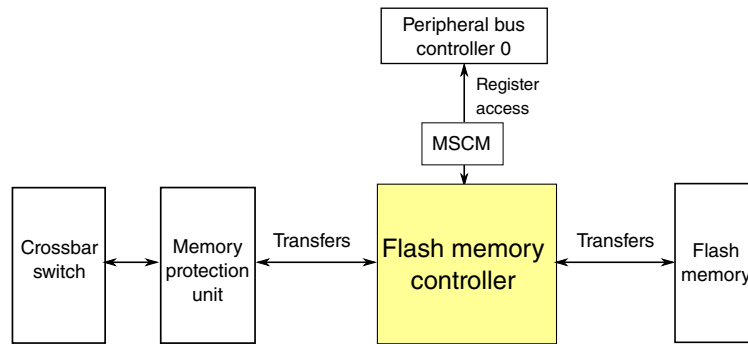 Peripheral bus
controller 0
Register
access
MSCM
Crossbar
switch
Memory
protection
unit
Transfers
Flash memory
controller
Transfers
Flash
memory